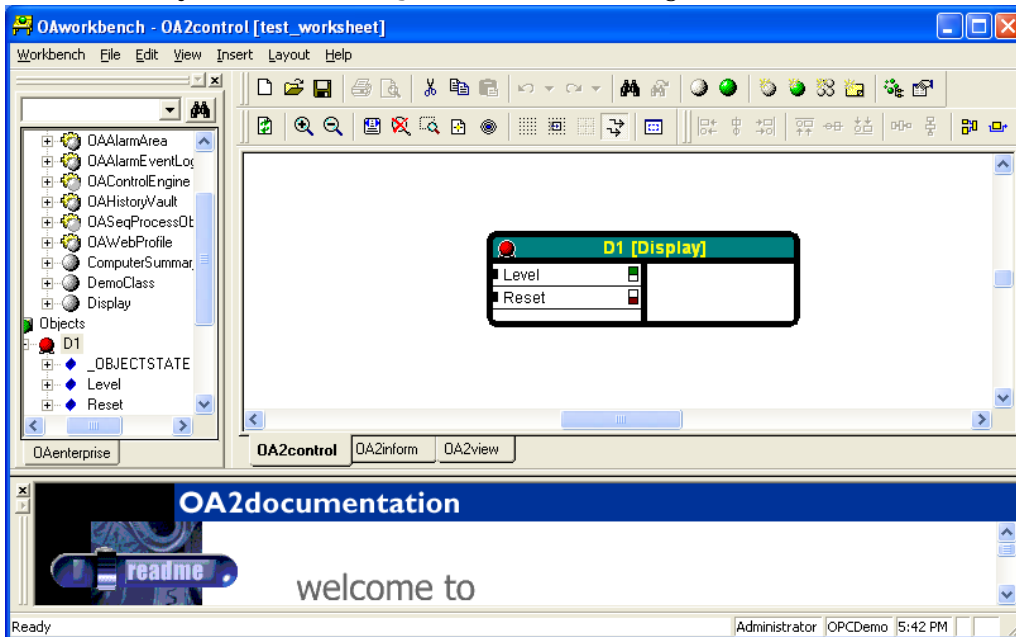 OAworkbench - OA2control [test_worksheet]
Workbench File Edit View Insert Layout Help
OAAlarmArea
OAAlarmEventLog
OAControlEngine
OAHistoryVault
OASeqProcessOb
OAWebProfile
ComputerSummar
DemoClass
Display
Objects
D1
_OBJECTSTATE
Level
Reset
OAenterprise
D1 [Display]
Level
Reset
OA2control OA2inform OA2view
OA2documentation
readme
welcome to
Ready Administrator OPCDemo 5:42 PM